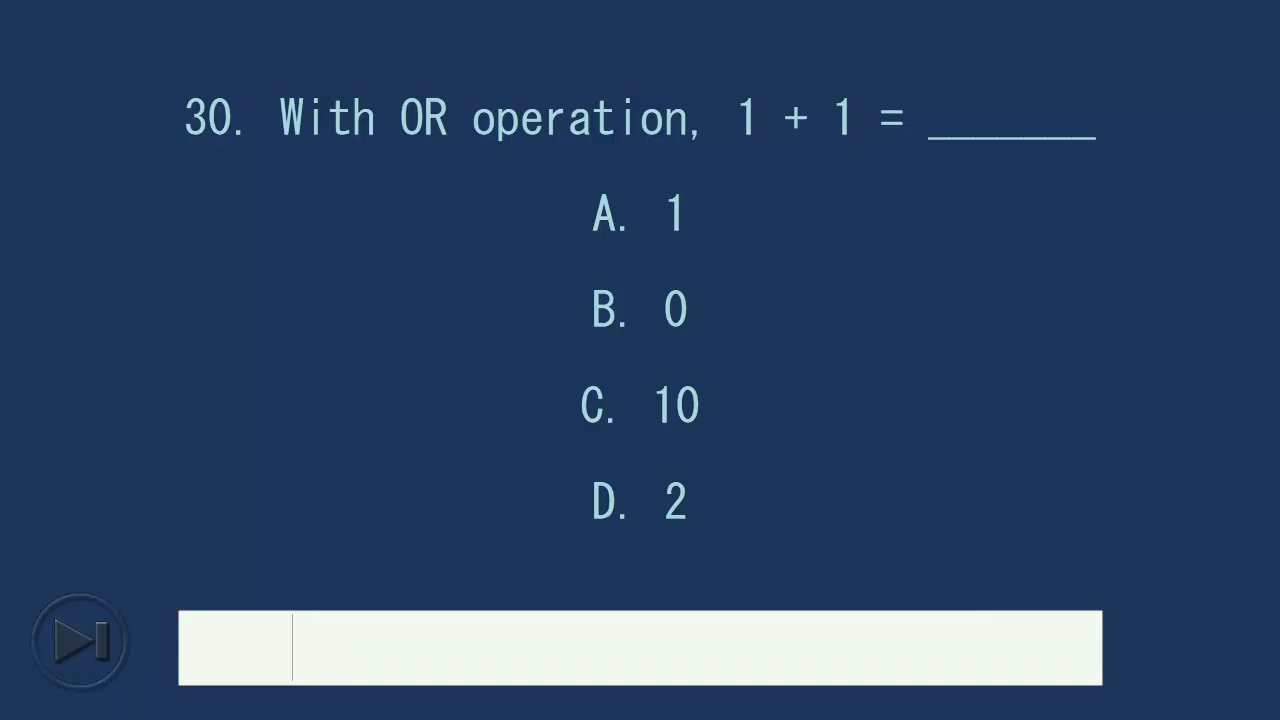 30. With OR operation, 1 + 1 = _______
A. 1
B. 0
C. 10
D. 2